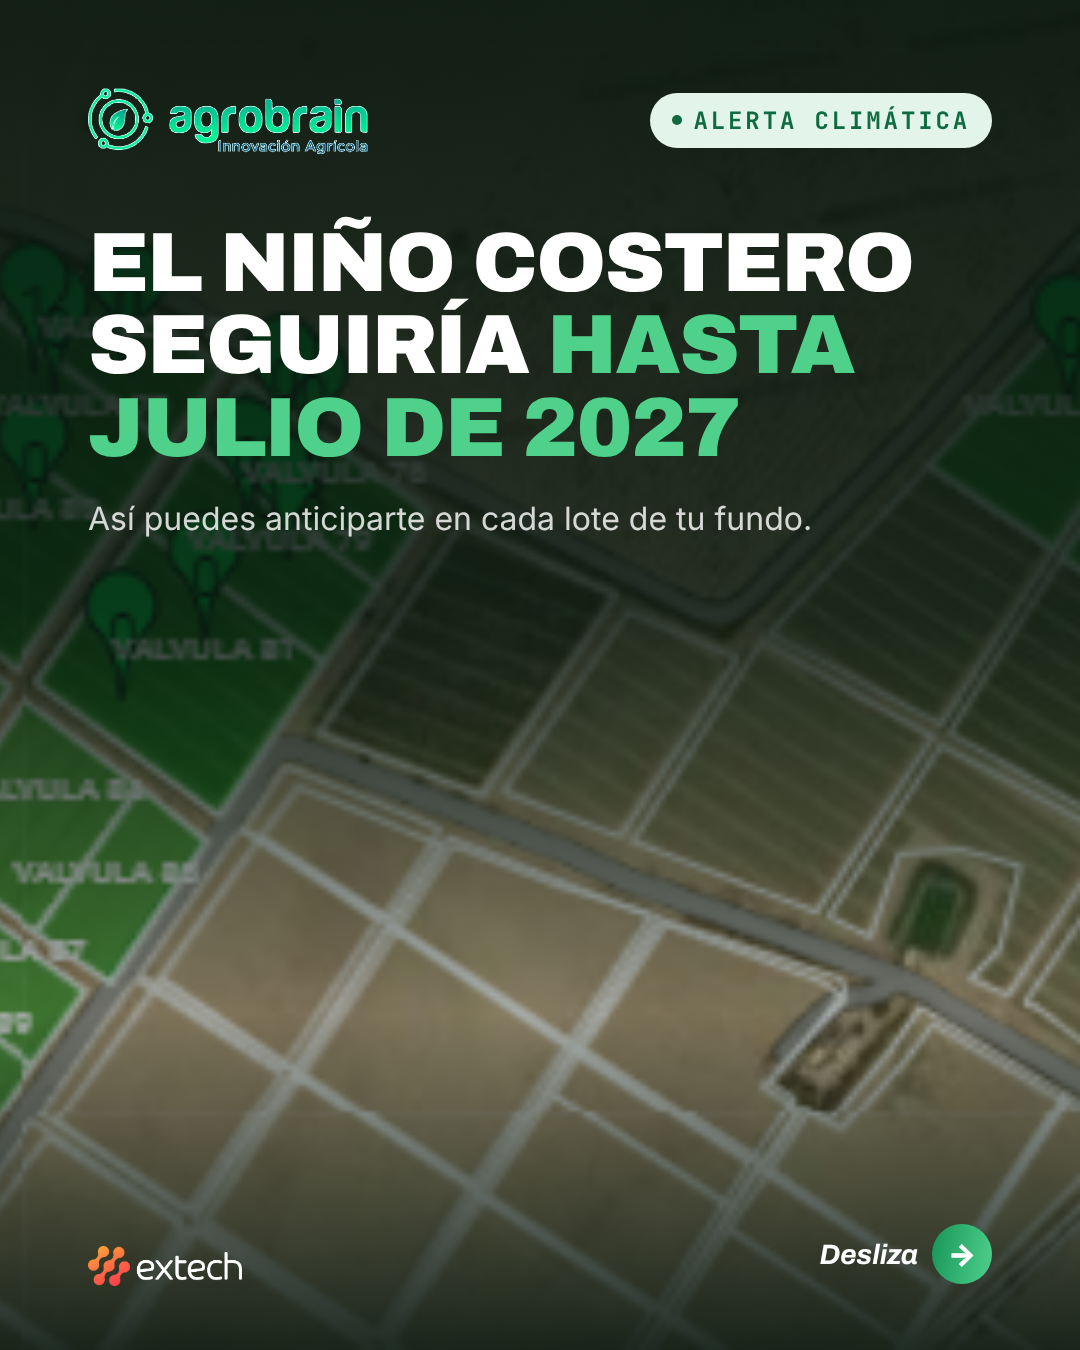 agrobrain
Innovación Agrícola
• ALERTA CLIMÁTICA
EL NIÑO COSTERO
SEGUIRÍA HASTA
JULIO DE 2027
Así puedes anticiparte en cada lote de tu fundo.
VALVULA
extech
Desliza →